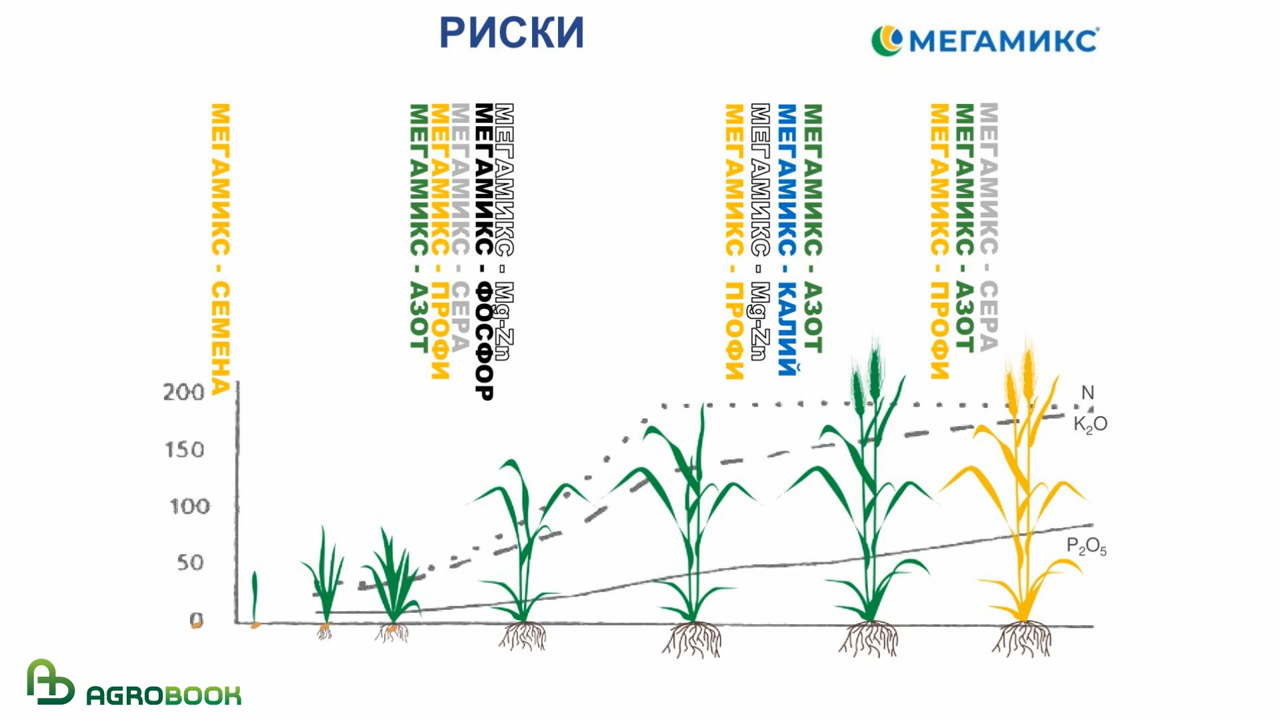 РИСКИ
МЕГАМИКС®
МЕГАМИКС - СЕМЕНА
МЕГАМИКС - АЗОТ
МЕГАМИКС - ПРОФИ
МЕГАМИКС - СЕРА
МЕГАМИКС - ФОСФОР
МЕГАМИКС - Mg-Zn
МЕГАМИКС - ПРОФИ
МЕГАМИКС - Mg-Zn
МЕГАМИКС - КАЛИЙ
МЕГАМИКС - АЗОТ
МЕГАМИКС - ПРОФИ
МЕГАМИКС - АЗОТ
МЕГАМИКС - СЕРА
200
150
100
50
0
N
K₂O
P₂O₅
AGROBOOK